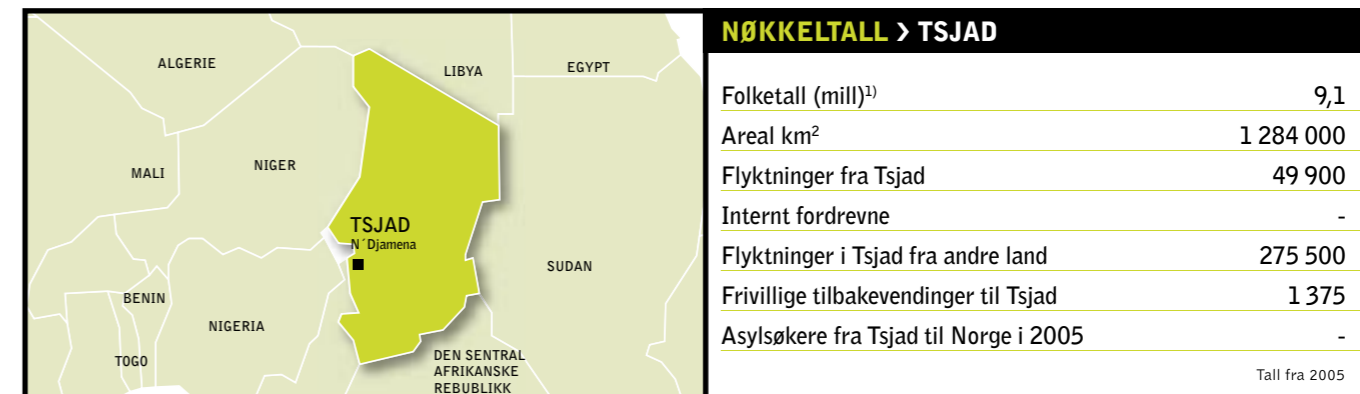 ALGERIE
LIBYA
EGYPT
MALI
NIGER
TSJAD
N´Djamena
SUDAN
BENIN
NIGERIA
TOGO
DEN SENTRAL
AFRIKANSKE
REBUBLIKK
NØKKELTALL › TSJAD
Folketall (mill)¹⁾ 9,1
Areal km² 1 284 000
Flyktninger fra Tsjad 49 900
Internt fordrevne -
Flyktninger i Tsjad fra andre land 275 500
Frivillige tilbakevendinger til Tsjad 1 375
Asylsøkere fra Tsjad til Norge i 2005 -
Tall fra 2005